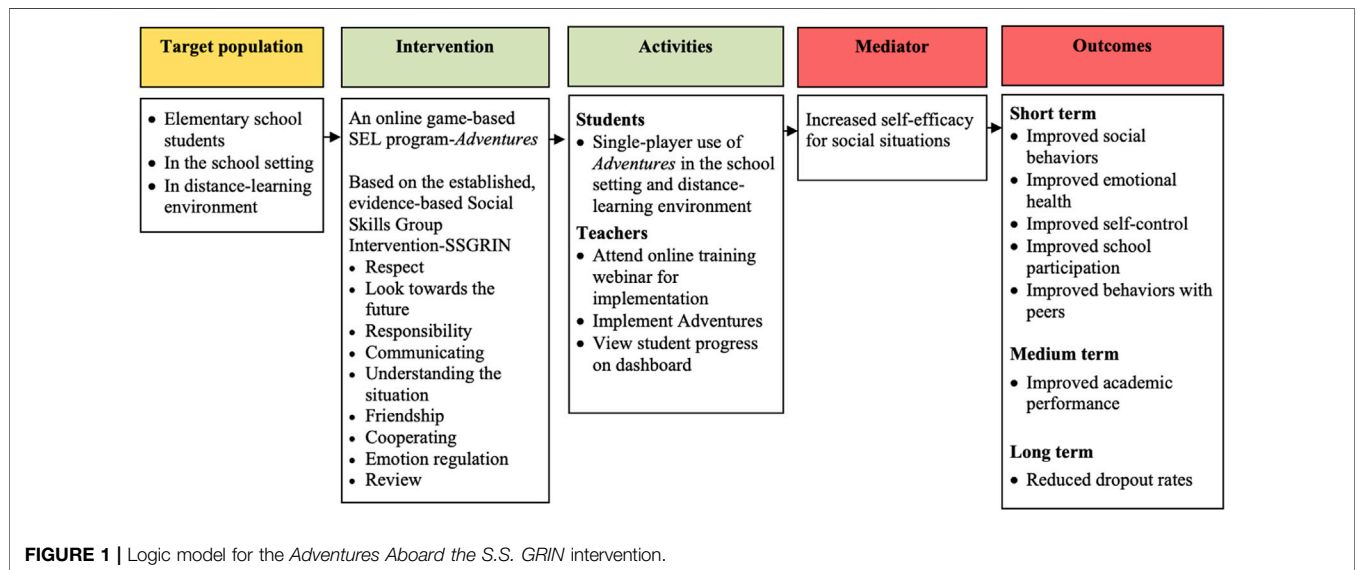 Target population
• Elementary school
students
• In the school setting
• In distance-learning
environment
Intervention
An online game-based
SEL program-Adventures
Based on the established,
evidence-based Social
Skills Group
Intervention-SSGRIN
• Respect
• Look towards the
future
• Responsibility
• Communicating
• Understanding the
situation
• Friendship
• Cooperating
• Emotion regulation
• Review
Activities
Students
• Single-player use of
Adventures in the school
setting and distance-
learning environment
Teachers
• Attend online training
webinar for
implementation
• Implement Adventures
• View student progress
on dashboard
Mediator
Increased self-efficacy
for social situations
Outcomes
Short term
• Improved social
behaviors
• Improved emotional
health
• Improved self-control
• Improved school
participation
• Improved behaviors with
peers
Medium term
• Improved academic
performance
Long term
• Reduced dropout rates
FIGURE 1 | Logic model for the Adventures Aboard the S.S. GRIN intervention.